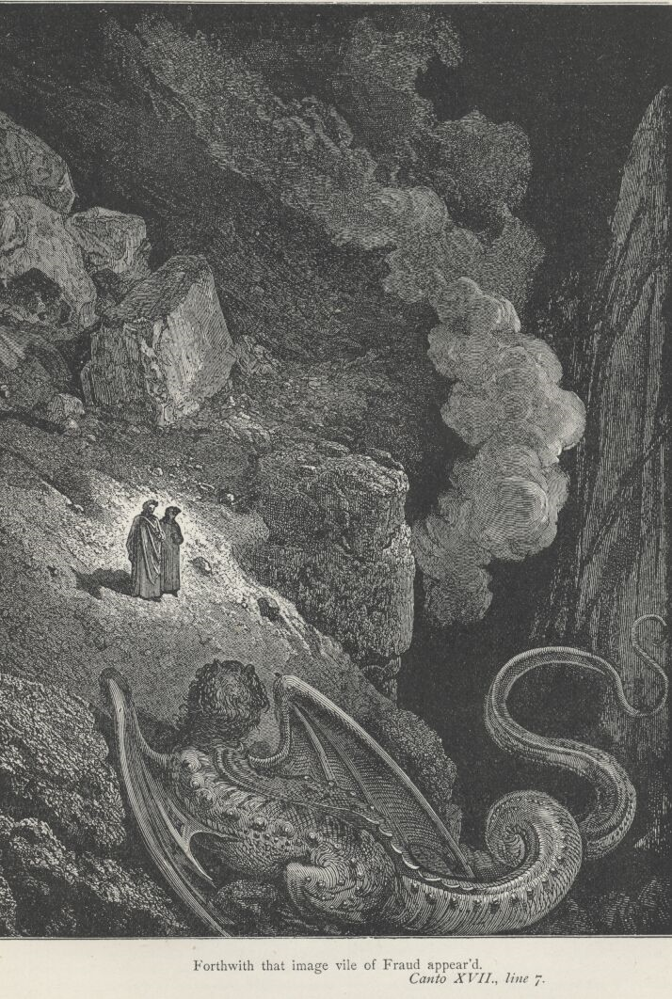 Forthwith that image vile of Fraud appear'd.
Canto XVII., line 7.